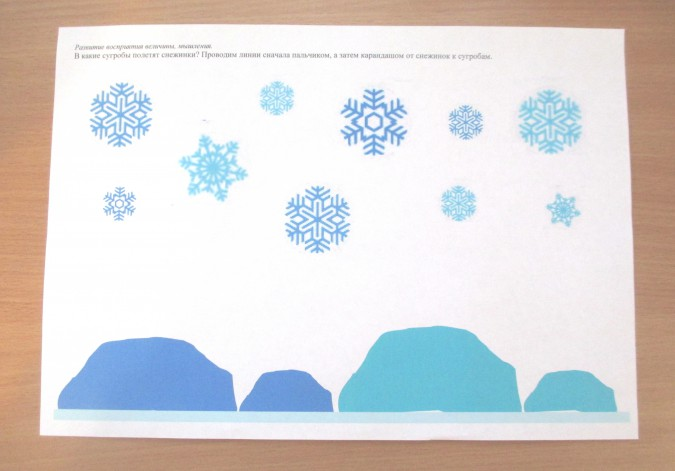 Развитие восприятия величины, мышления.
В какие сугробы полетят снежинки? Проводим линии сначала пальчиком, а затем карандашом от снежинок к сугробам.